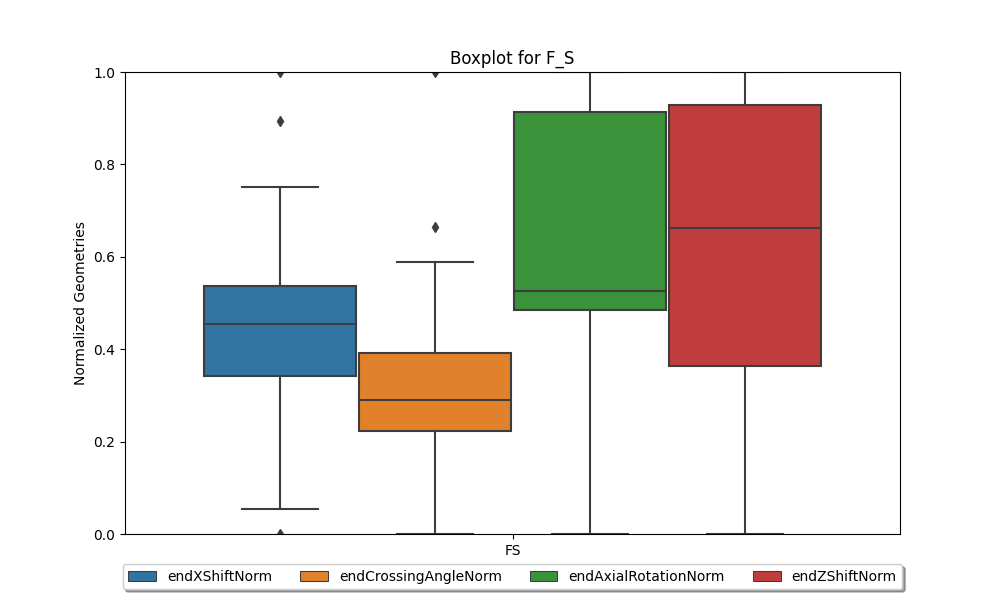 Boxplot for F_S
1.0
0.8
0.6
0.4
0.2
0.0
Normalized Geometries
FS
endXShiftNorm endCrossingAngleNorm endAxialRotationNorm endZShiftNorm